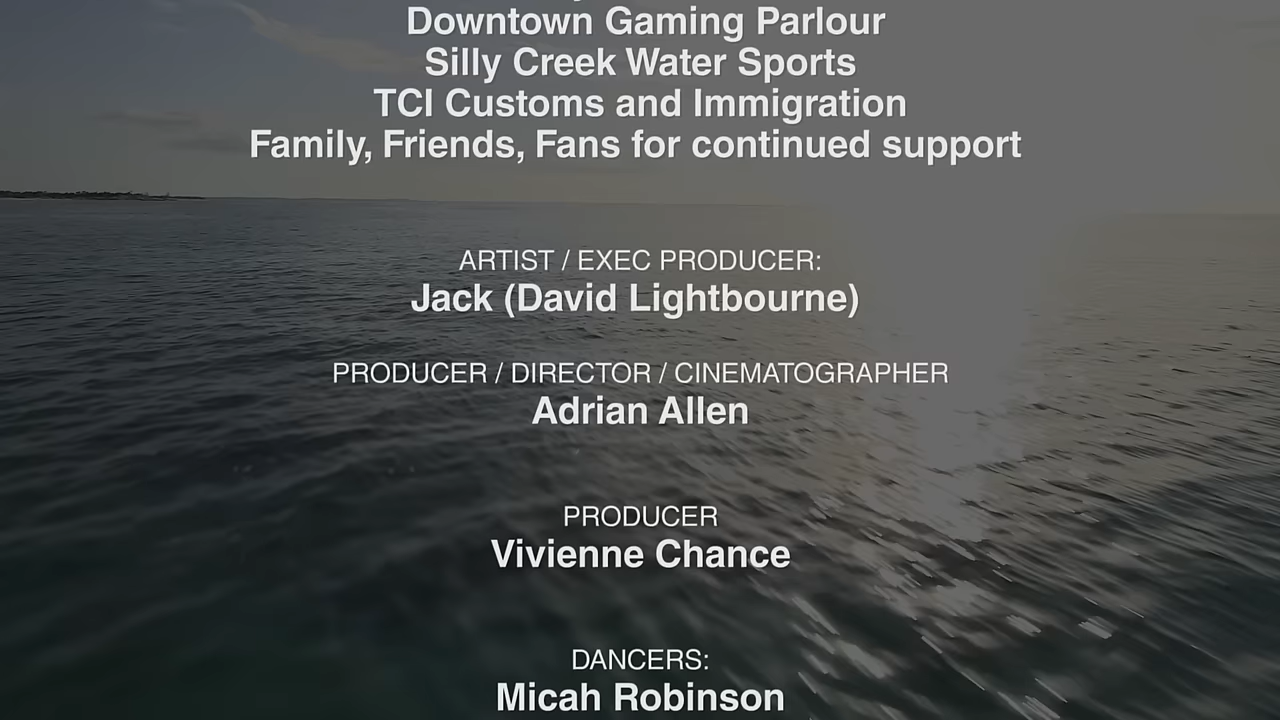 Downtown Gaming Parlour
Silly Creek Water Sports
TCI Customs and Immigration
Family, Friends, Fans for continued support
ARTIST / EXEC PRODUCER:
Jack (David Lightbourne)
PRODUCER / DIRECTOR / CINEMATOGRAPHER
Adrian Allen
PRODUCER
Vivienne Chance
DANCERS:
Micah Robinson